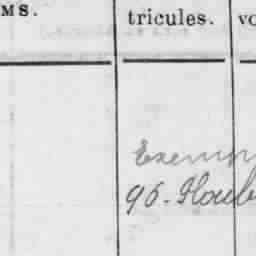 MS. tricules. vo
Exemp
96. Houb